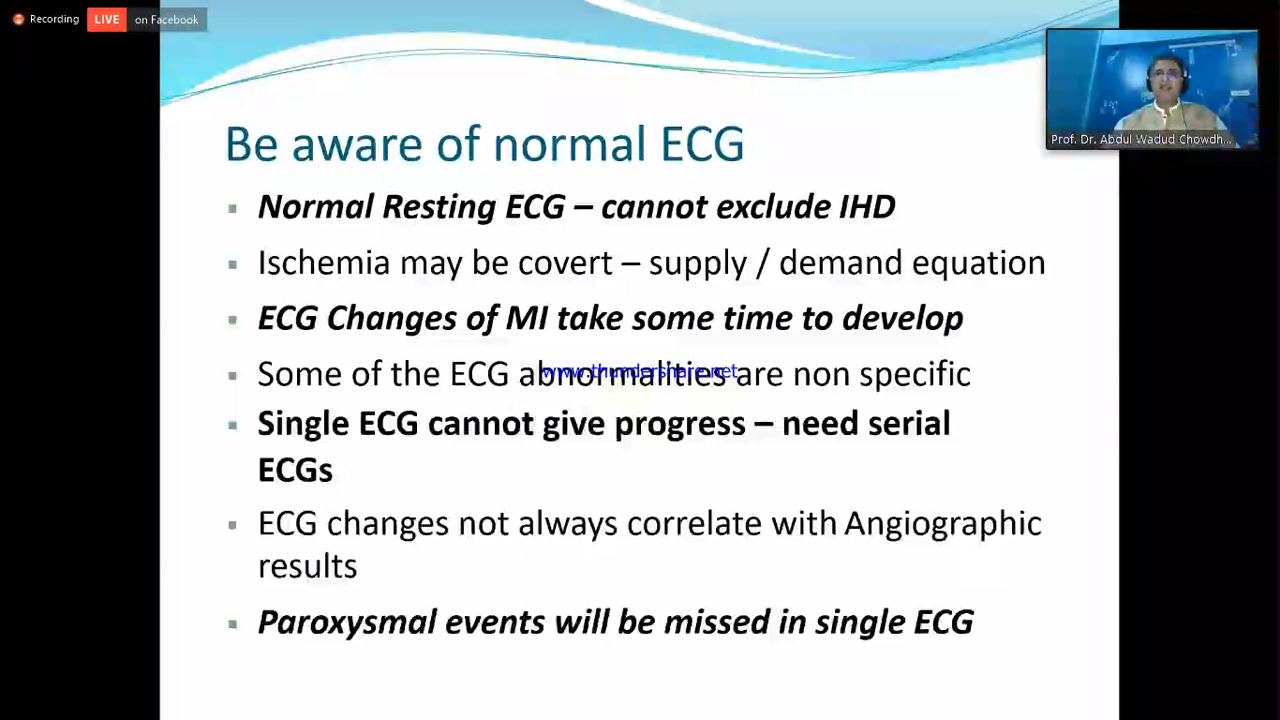 Recording
LIVE on Facebook
Prof. Dr. Abdul Wadud Chowdh...
Be aware of normal ECG
Normal Resting ECG – cannot exclude IHD
Ischemia may be covert – supply / demand equation
ECG Changes of MI take some time to develop
Some of the ECG abnormalities are non specific
www.thundershare.net
Single ECG cannot give progress – need serial
ECGs
ECG changes not always correlate with Angiographic
results
Paroxysmal events will be missed in single ECG